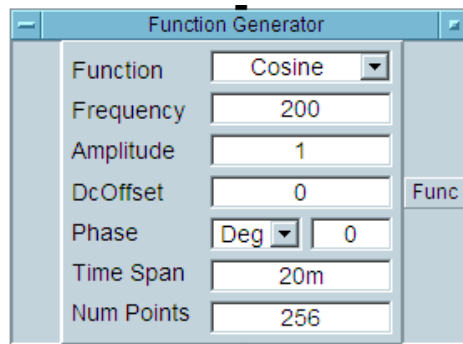 Function Generator
Function Cosine
Frequency 200
Amplitude 1
DcOffset 0 Func
Phase Deg 0
Time Span 20m
Num Points 256